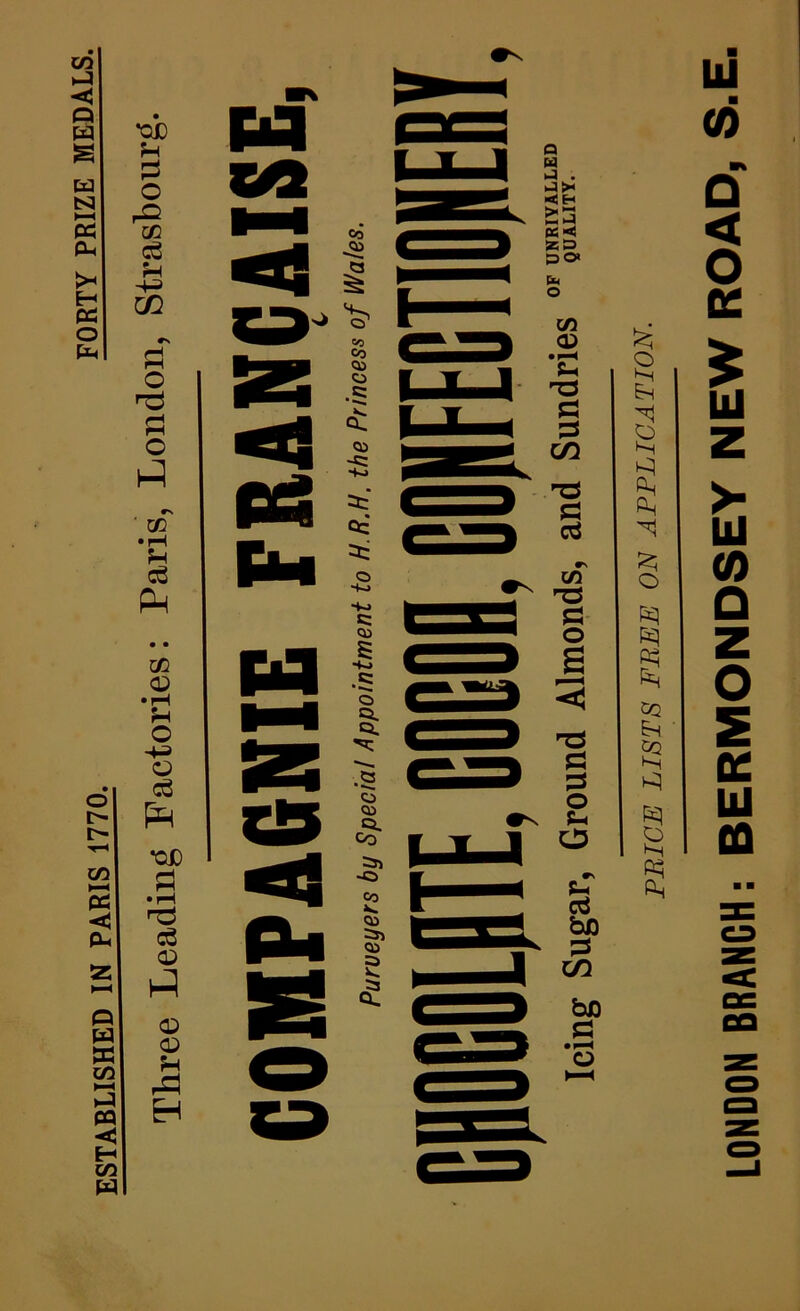 ESTABLISHED IN PARIS 1770. FORTY PRIZE MEDALS.
Three Leading Factories: Paris, London, Strasbourg.
COMPAGNIE FRANÇAISE,
Purveyers by Special Appointment to H.R.H. the Princess of Wales.
CHOCOLATE, COCOA, CONFECTIONERY,
Icing Sugar, Ground Almonds, and Sundries OF UNRIVALLED QUALITY.
PRICE LISTS FREE ON APPLICATION.
LONDON BRANCH: BERMONDSEY NEW ROAD, S.E.